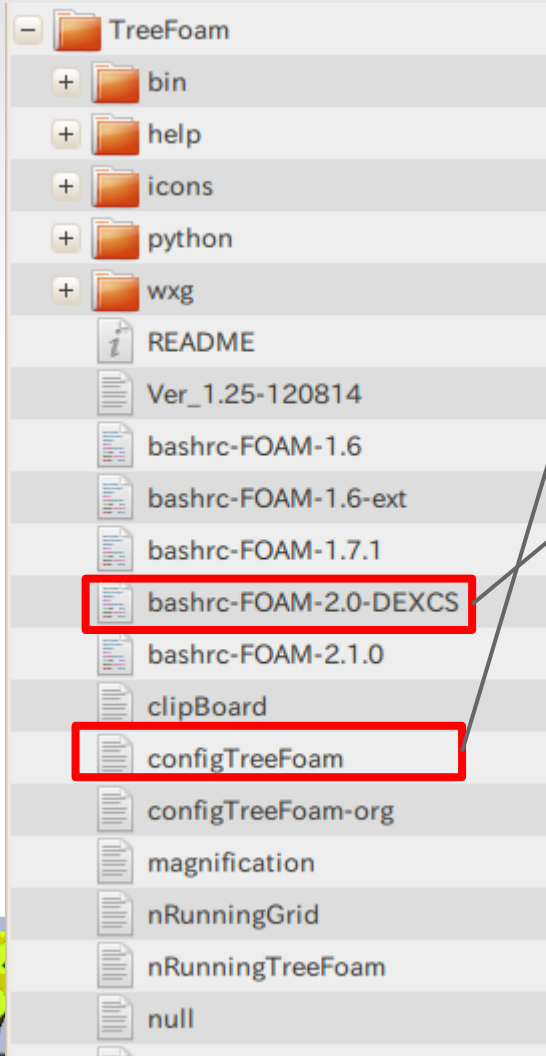 TreeFoam
bin
help
icons
python
wxg
README
Ver_1.25-120814
bashrc-FOAM-1.6
bashrc-FOAM-1.6-ext
bashrc-FOAM-1.7.1
bashrc-FOAM-2.0-DEXCS
bashrc-FOAM-2.1.0
clipBoard
configTreeFoam
configTreeFoam-org
magnification
nRunningGrid
nRunningTreeFoam
null